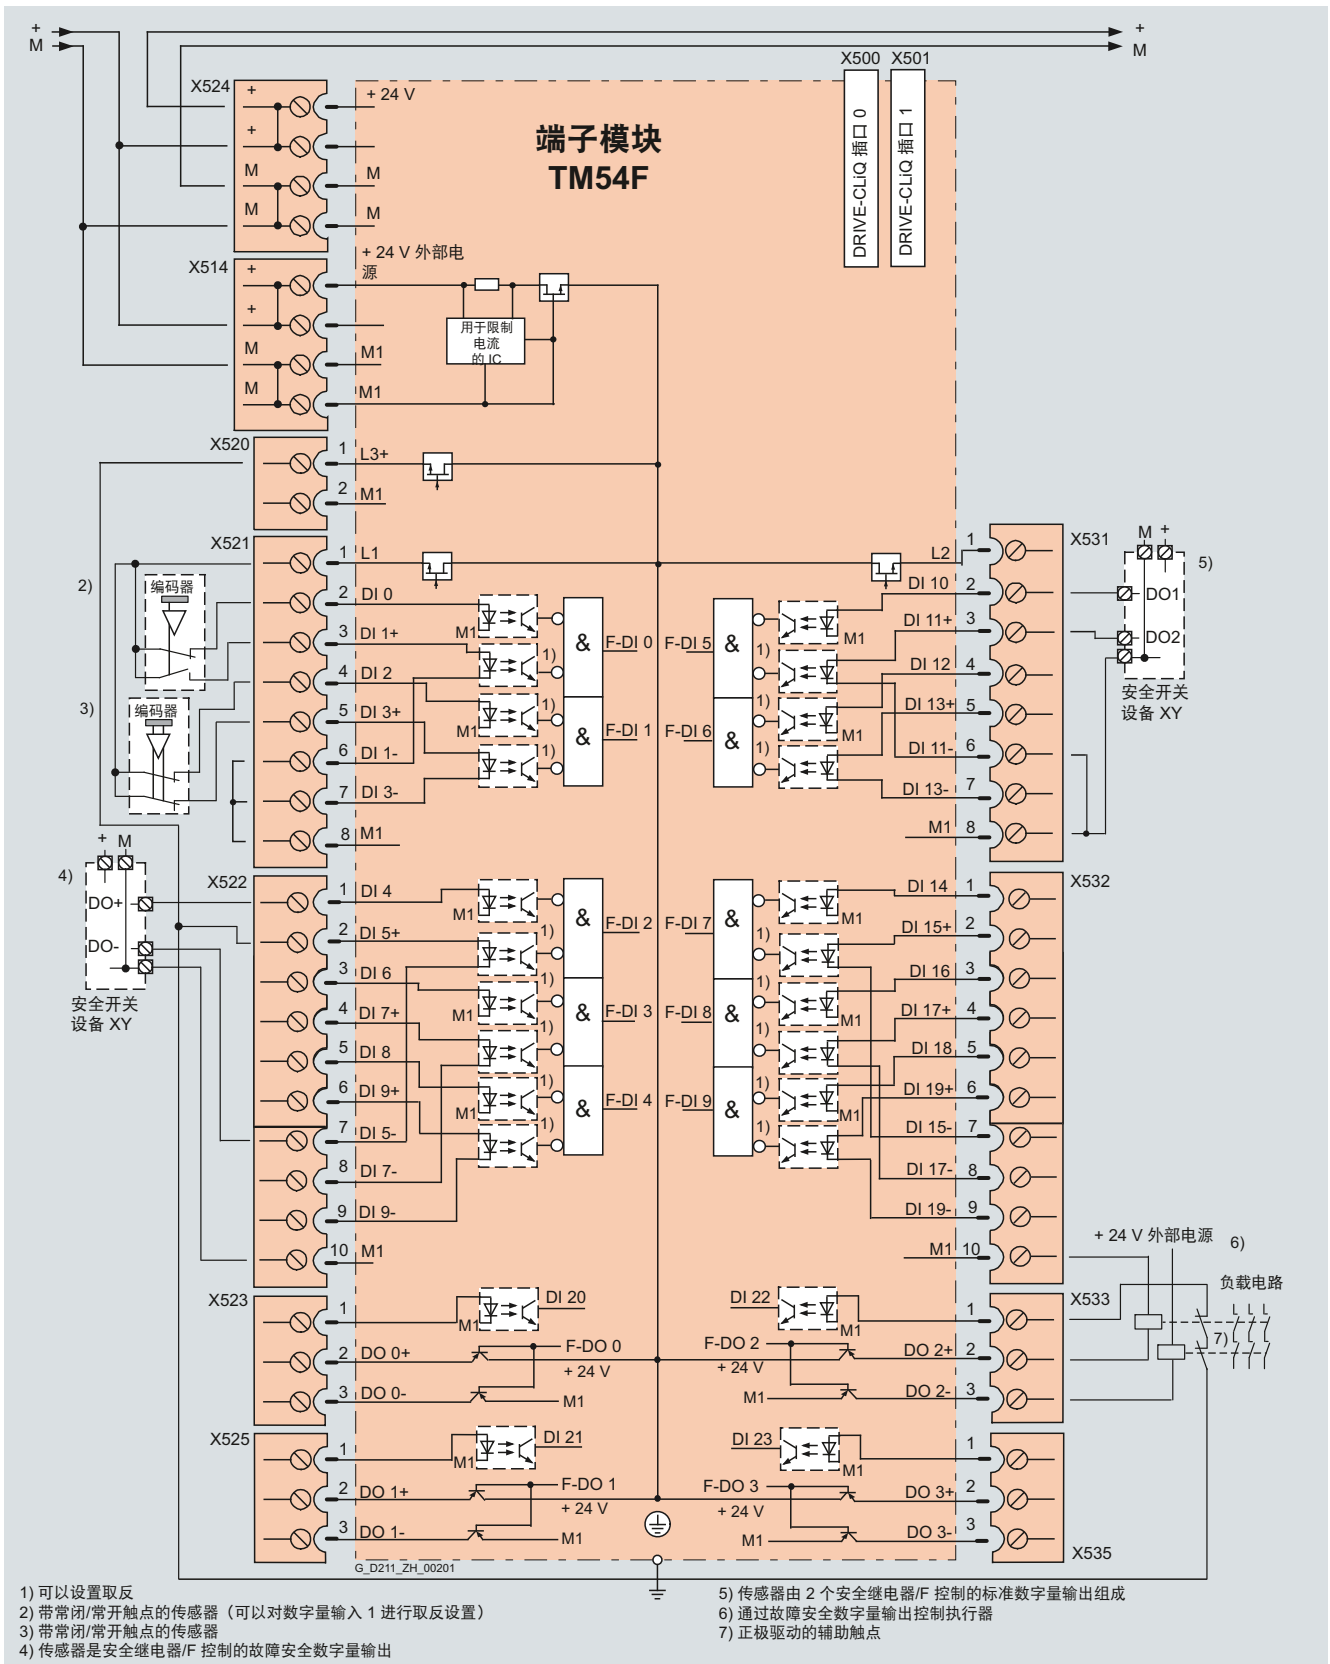 +
M
+
M
X500 X501
DRIVE-CLiQ 插口 0
DRIVE-CLiQ 插口 1
端子模块
TM54F
X524
+
+ 24 V
+
M
M
M
M
X514
+ 24 V 外部电
源
+
+
M
M1
M
M1
用于限制
电流
的 IC
X520
1 L3+
2 M1
X521
1 L1
2 DI 0
3 DI 1+
4 DI 2
5 DI 3+
6 DI 1-
7 DI 3-
8 M1
2)
编码器
3)
编码器
M1
1)
M1
1)
1)
&
F-DI 0
&
F-DI 1
L2 1
X531
DI 10 2
DI 11+ 3
DI 12 4
DI 13+ 5
DI 11- 6
DI 13- 7
M1 8
F-DI 5
&
F-DI 6
&
M1
1)
1)
M1
1)
M +
5)
DO1
DO2
安全开关
设备 XY
+ M
4)
DO+
DO-
安全开关
设备 XY
X522
1 DI 4
2 DI 5+
3 DI 6
4 DI 7+
5 DI 8
6 DI 9+
7 DI 5-
8 DI 7-
9 DI 9-
10 M1
M1
1)
1)
M1
1)
1)
M1
1)
&
F-DI 2
&
F-DI 3
&
F-DI 4
X532
DI 14 1
DI 15+ 2
DI 16 3
DI 17+ 4
DI 18 5
DI 19+ 6
DI 15- 7
DI 17- 8
DI 19- 9
M1 10
F-DI 7
&
F-DI 8
&
F-DI 9
&
M1
1)
1)
M1
1)
1)
M1
1)
+ 24 V 外部电源
6)
负载电路
7)
X523
1
2 DO 0+
3 DO 0-
M1
DI 20
F-DO 0
+ 24 V
M1
X533
1
DO 2+ 2
DO 2- 3
DI 22
M1
F-DO 2
+ 24 V
M1
X525
1
2 DO 1+
3 DO 1-
M1
DI 21
F-DO 1
+ 24 V
M1
DI 23
M1
F-DO 3
+ 24 V
M1
1
DO 3+ 2
DO 3- 3
X535
G_D211_ZH_00201
1) 可以设置取反
2) 带常闭/常开触点的传感器（可以对数字量输入 1 进行取反设置）
3) 带常闭/常开触点的传感器
4) 传感器是安全继电器/F 控制的故障安全数字量输出
5) 传感器由 2 个安全继电器/F 控制的标准数字量输出组成
6) 通过故障安全数字量输出控制执行器
7) 正极驱动的辅助触点